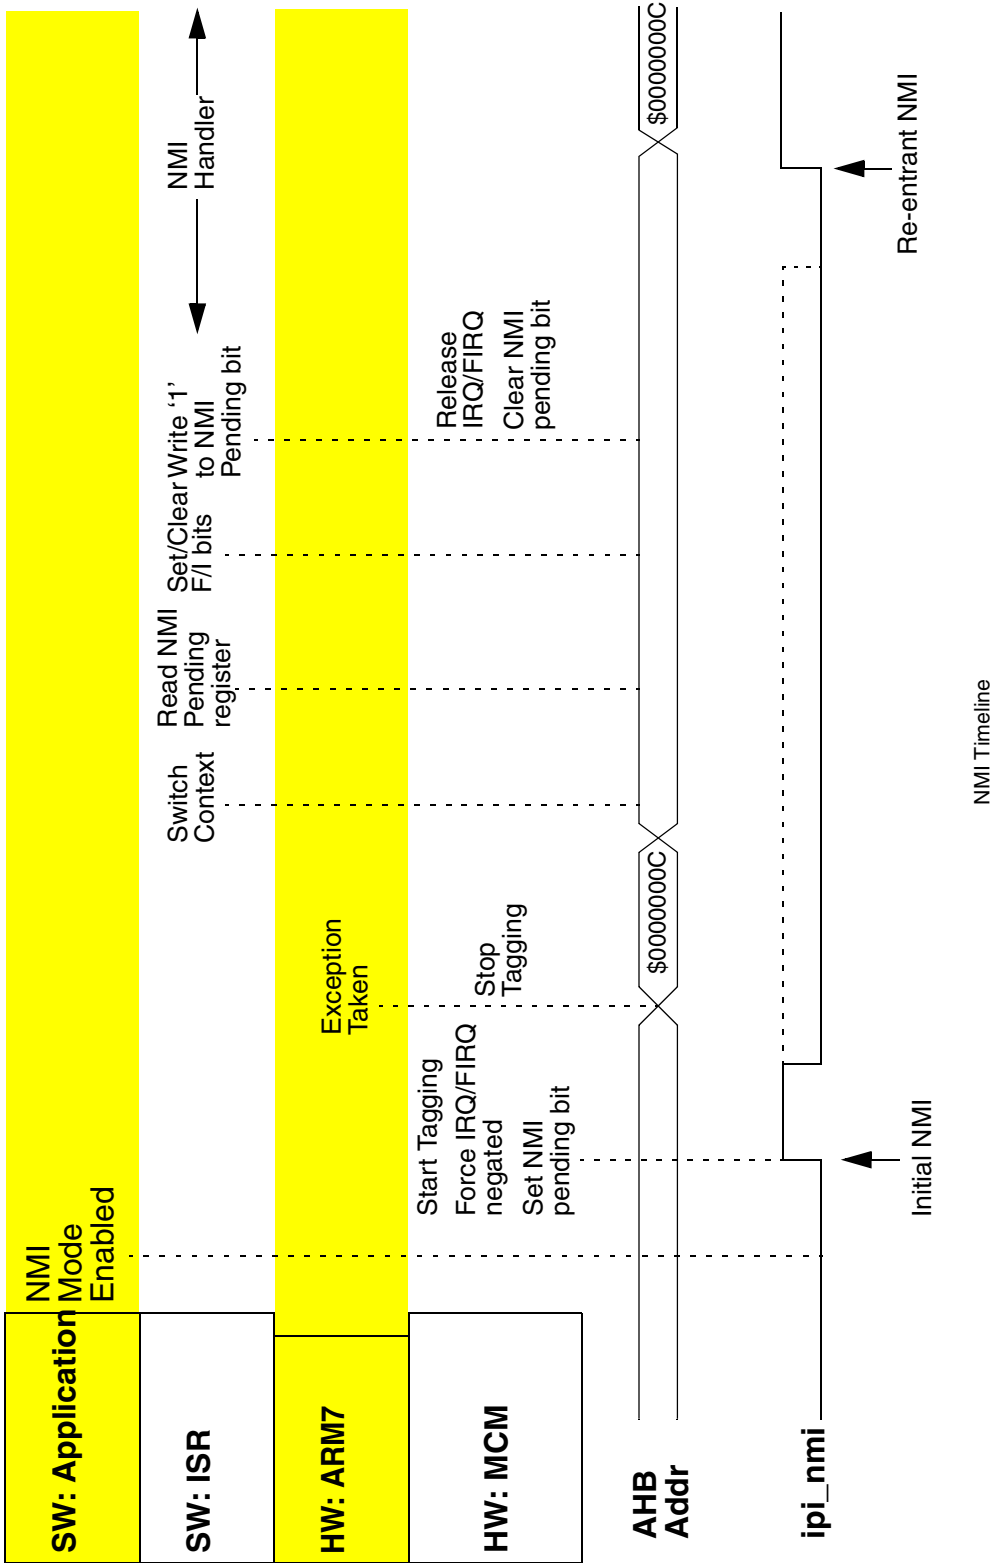 SW: Application
NMI
Mode
Enabled
SW: ISR
Switch
Context
Read NMI
Pending
register
Set/Clear
F/I bits
Write ‘1’
to NMI
Pending bit
NMI
Handler
HW: ARM7
Exception
Taken
HW: MCM
Start Tagging
Force IRQ/FIRQ
negated
Set NMI
pending bit
Stop
Tagging
Release
IRQ/FIRQ
Clear NMI
pending bit
AHB
Addr
$0000000C
$0000000C
ipi_nmi
Initial NMI
Re-entrant NMI
NMI Timeline